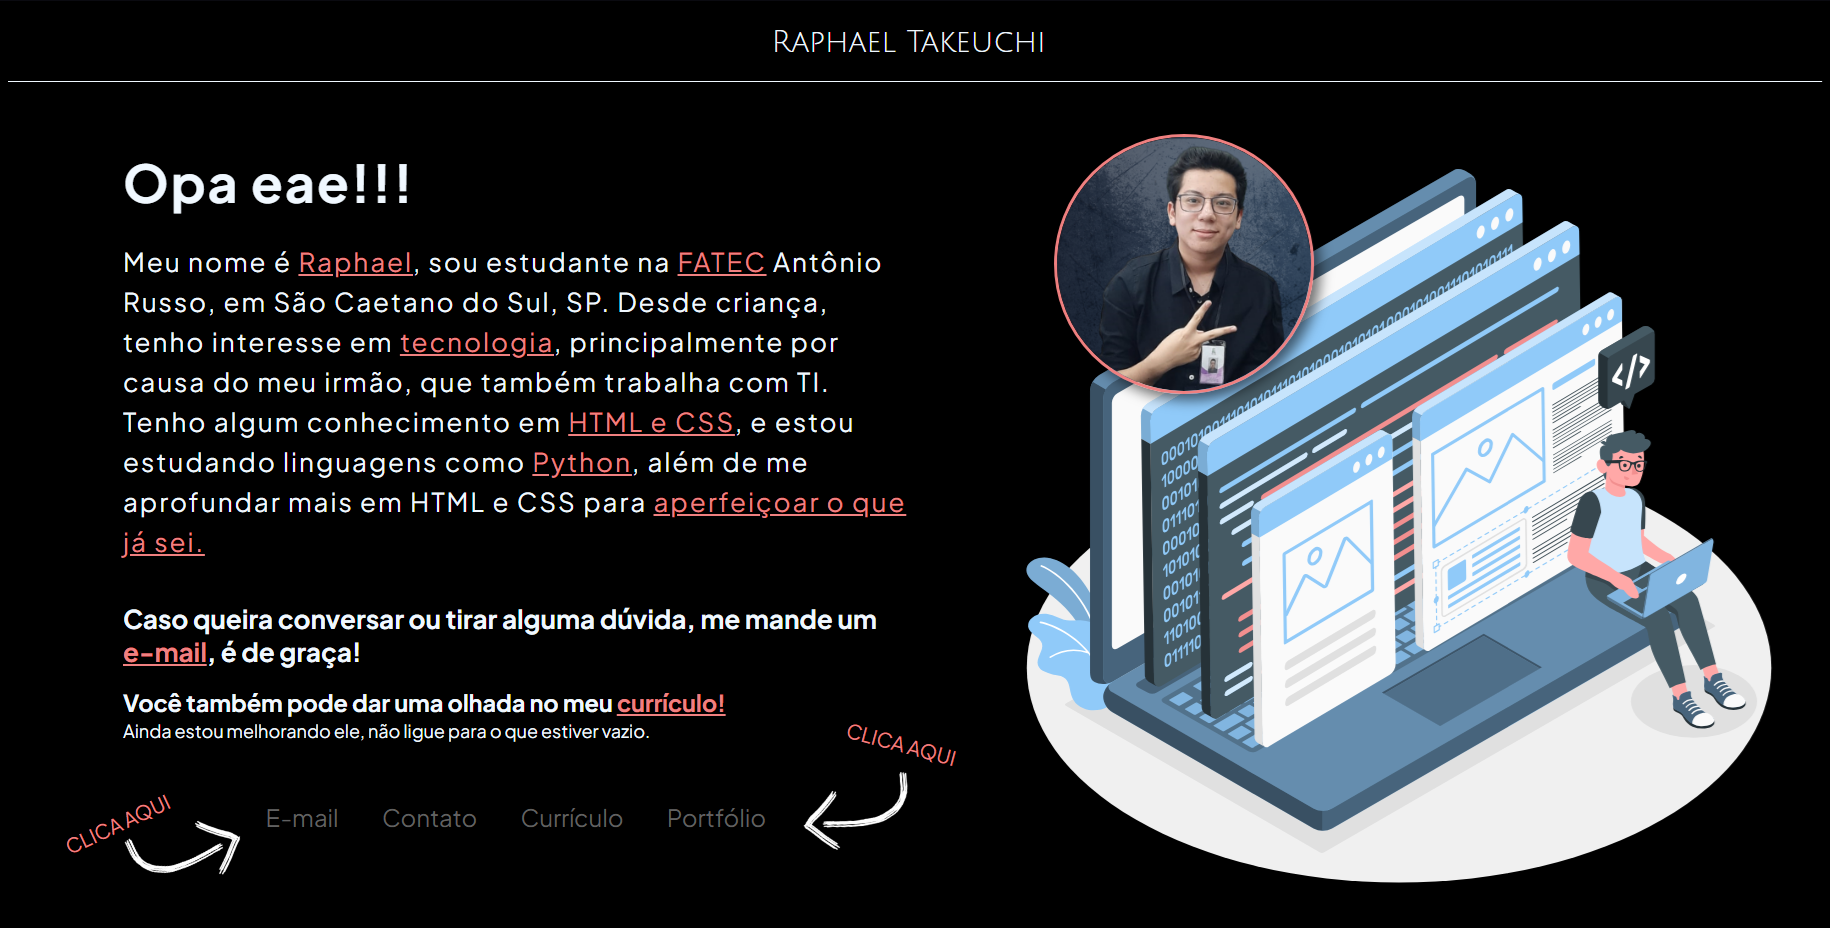 RAPHAEL TAKEUCHI
Opa eae!!!
Meu nome é Raphael, sou estudante na FATEC Antônio
Russo, em São Caetano do Sul, SP. Desde criança,
tenho interesse em tecnologia, principalmente por
causa do meu irmão, que também trabalha com TI.
Tenho algum conhecimento em HTML e CSS, e estou
estudando linguagens como Python, além de me
aprofundar mais em HTML e CSS para aperfeiçoar o que
já sei.
Caso queira conversar ou tirar alguma dúvida, me mande um
e-mail, é de graça!
Você também pode dar uma olhada no meu currículo!
Ainda estou melhorando ele, não ligue para o que estiver vazio.
CLICA AQUI
CLICA AQUI
E-mail Contato Currículo Portfólio
</>